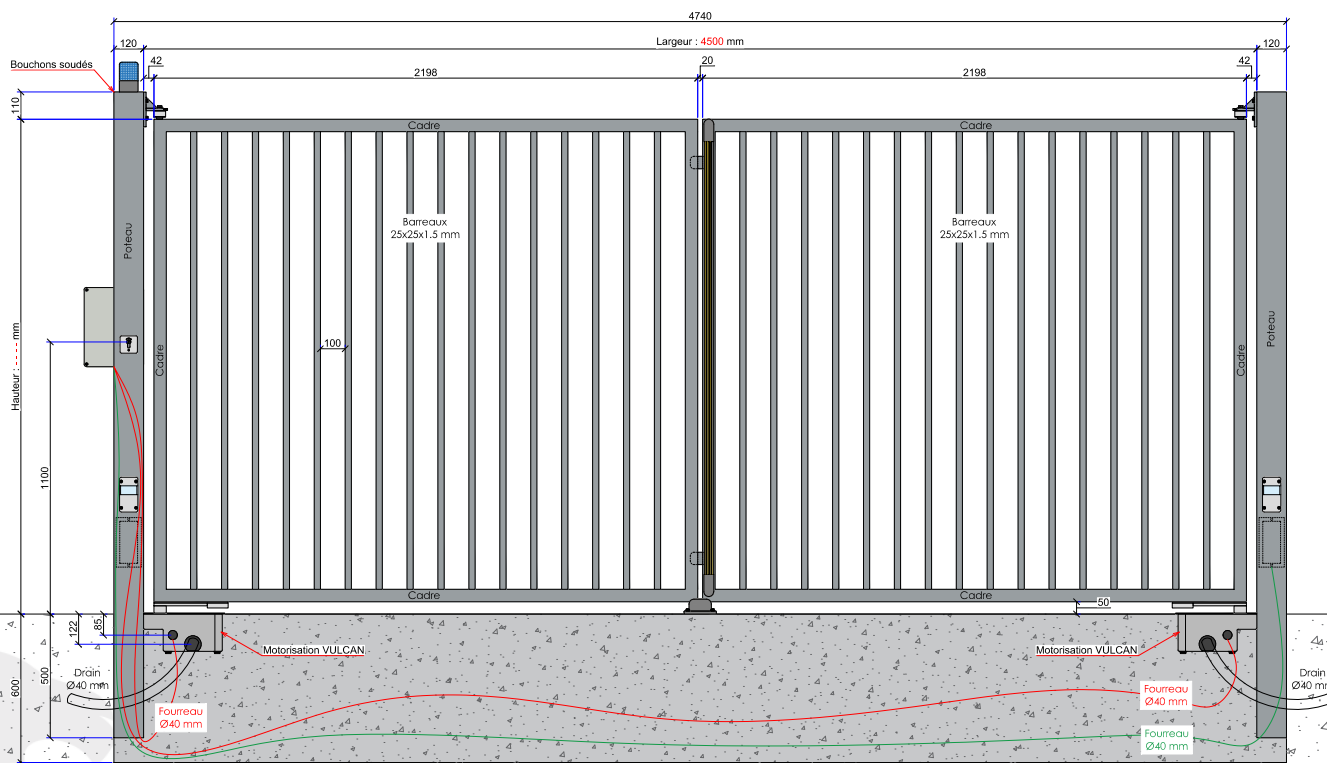 4740
120
Largeur : 4500 mm
120
Bouchons soudés
42
2198
20
2198
42
110
Cadre
Cadre
Barreaux
25x25x1.5 mm
Barreaux
25x25x1.5 mm
Poteau
Poteau
Hauteur : - - - - mm
Cadre
100
Cadre
1100
50
85
122
Motorisation VULCAN
Motorisation VULCAN
Cadre
Cadre
500
600
Drain
Ø40 mm
Drain
Ø40 mm
Fourreau
Ø40 mm
Fourreau
Ø40 mm
Fourreau
Ø40 mm